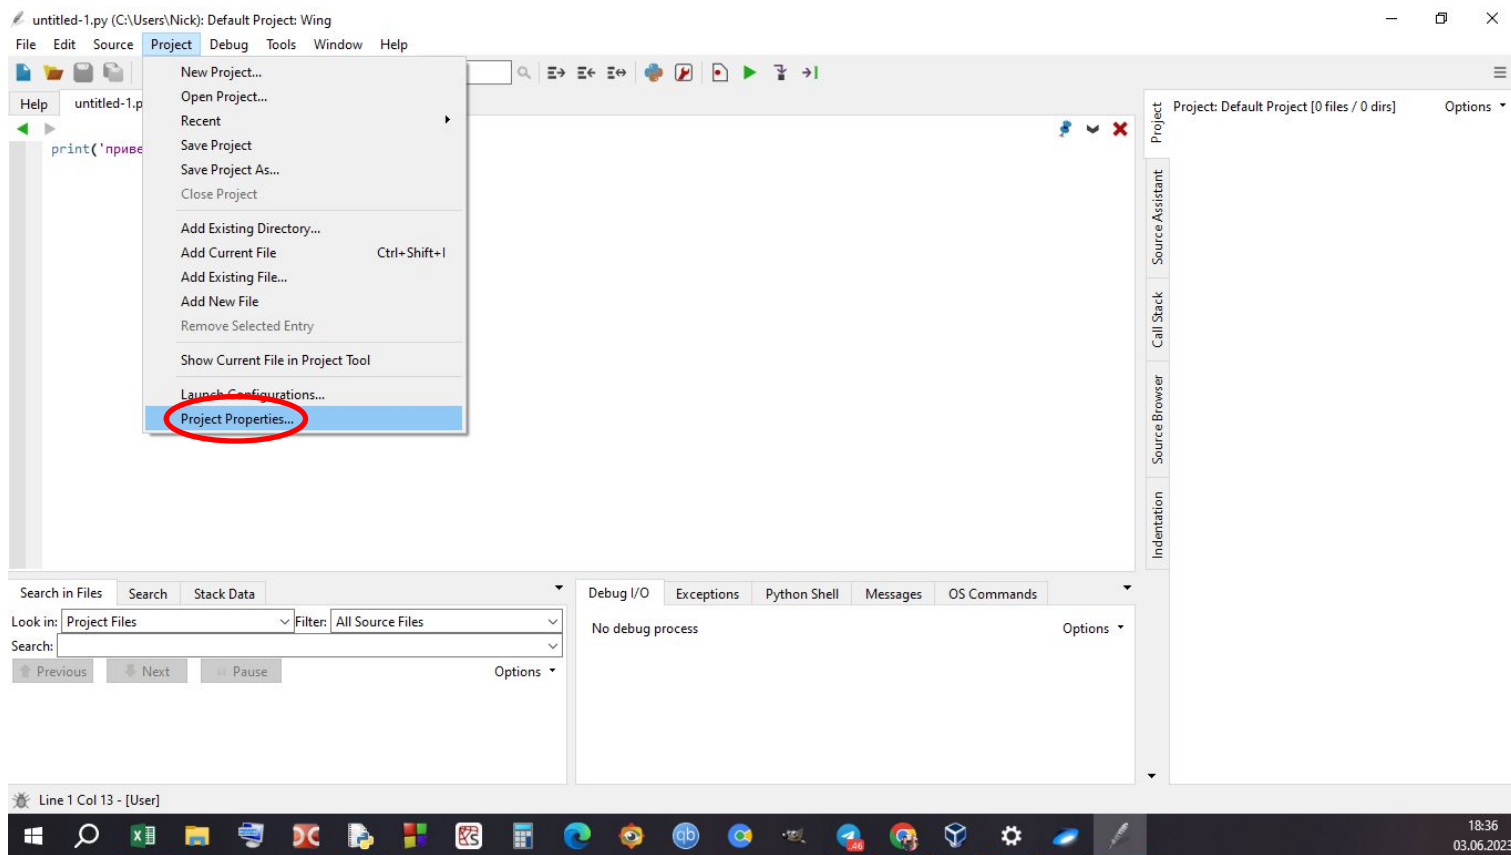 untitled-1.py (C:\Users\Nick): Default Project: Wing
File Edit Source Project Debug Tools Window Help
New Project...
Open Project...
Recent
Save Project
Save Project As...
Close Project
Add Existing Directory...
Add Current File Ctrl+Shift+I
Add Existing File...
Add New File
Remove Selected Entry
Show Current File in Project Tool
Launch Configurations...
Project Properties...
Help untitled-1.p
print('приве
Project: Default Project [0 files / 0 dirs] Options
Project
Source Assistant
Call Stack
Source Browser
Indentation
Search in Files Search Stack Data
Look in: Project Files Filter: All Source Files
Search:
Previous Next Pause Options
Debug I/O Exceptions Python Shell Messages OS Commands
No debug process Options
Line 1 Col 13 - [User]
qb
46
18:36
03.06.2023